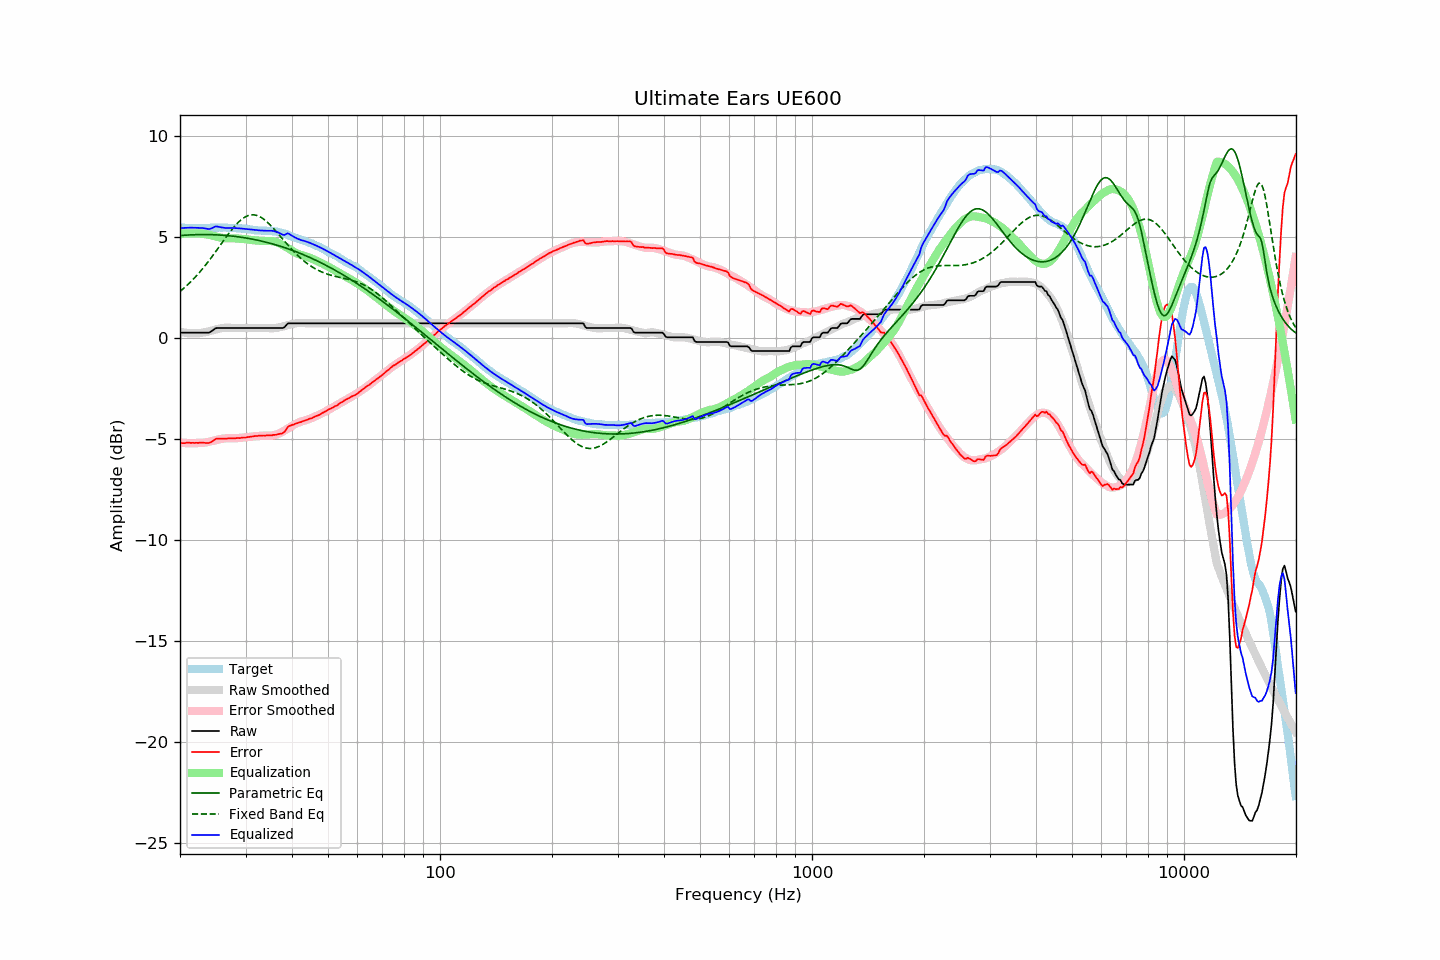 Ultimate Ears UE600
10
5
0
−5
−10
−15
−20
−25
Amplitude (dBr)
Target
Raw Smoothed
Error Smoothed
Raw
Error
Equalization
Parametric Eq
Fixed Band Eq
Equalized
100
1000
10000
Frequency (Hz)